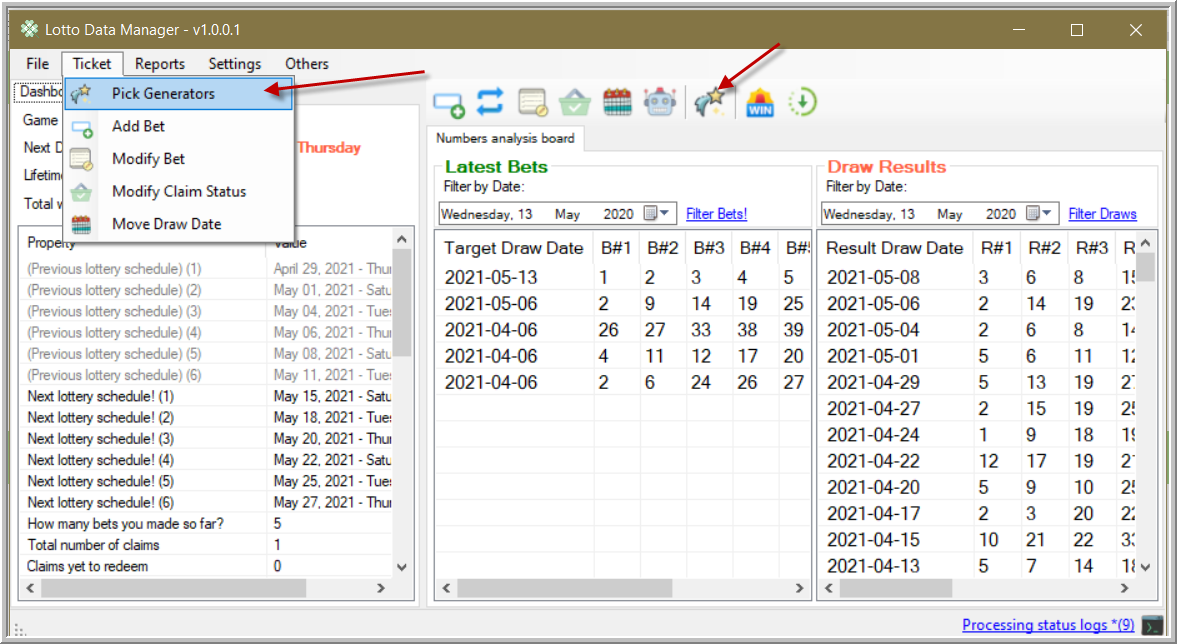 Lotto Data Manager - v1.0.0.1
File Ticket Reports Settings Others
Pick Generators
Add Bet
Modify Bet
Modify Claim Status
Move Draw Date
Game
Thursday
Total
Property Value
(Previous lottery schedule) (1) April 29, 2021 - Thu
(Previous lottery schedule) (2) May 01, 2021 - Satu
(Previous lottery schedule) (3) May 04, 2021 - Tues
(Previous lottery schedule) (4) May 06, 2021 - Thur
(Previous lottery schedule) (5) May 08, 2021 - Satu
(Previous lottery schedule) (6) May 11, 2021 - Tues
Next lottery schedule! (1) May 15, 2021 - Satu
Next lottery schedule! (2) May 18, 2021 - Tues
Next lottery schedule! (3) May 20, 2021 - Thur
Next lottery schedule! (4) May 22, 2021 - Satu
Next lottery schedule! (5) May 25, 2021 - Tues
Next lottery schedule! (6) May 27, 2021 - Thur
How many bets you made so far? 5
Total number of claims 1
Claims yet to redeem 0
WIN
Numbers analysis board
Latest Bets
Filter by Date:
Wednesday, 13 May 2020 Filter Bets!
Target Draw Date B#1 B#2 B#3 B#4 B#5
2021-05-13 1 2 3 4 5
2021-05-06 2 9 14 19 25
2021-04-06 26 27 33 38 39
2021-04-06 4 11 12 17 20
2021-04-06 2 6 24 26 27
Draw Results
Filter by Date:
Wednesday, 13 May 2020 Filter Draws
Result Draw Date R#1 R#2 R#3
2021-05-08 3 6 8
2021-05-06 2 14 19
2021-05-04 2 6 8
2021-05-01 5 6 11
2021-04-29 5 13 19
2021-04-27 2 15 19
2021-04-24 1 9 18
2021-04-22 12 17 19
2021-04-20 5 9 10
2021-04-17 2 3 20
2021-04-15 10 21 22
2021-04-13 5 7 14
Processing status logs *(9)